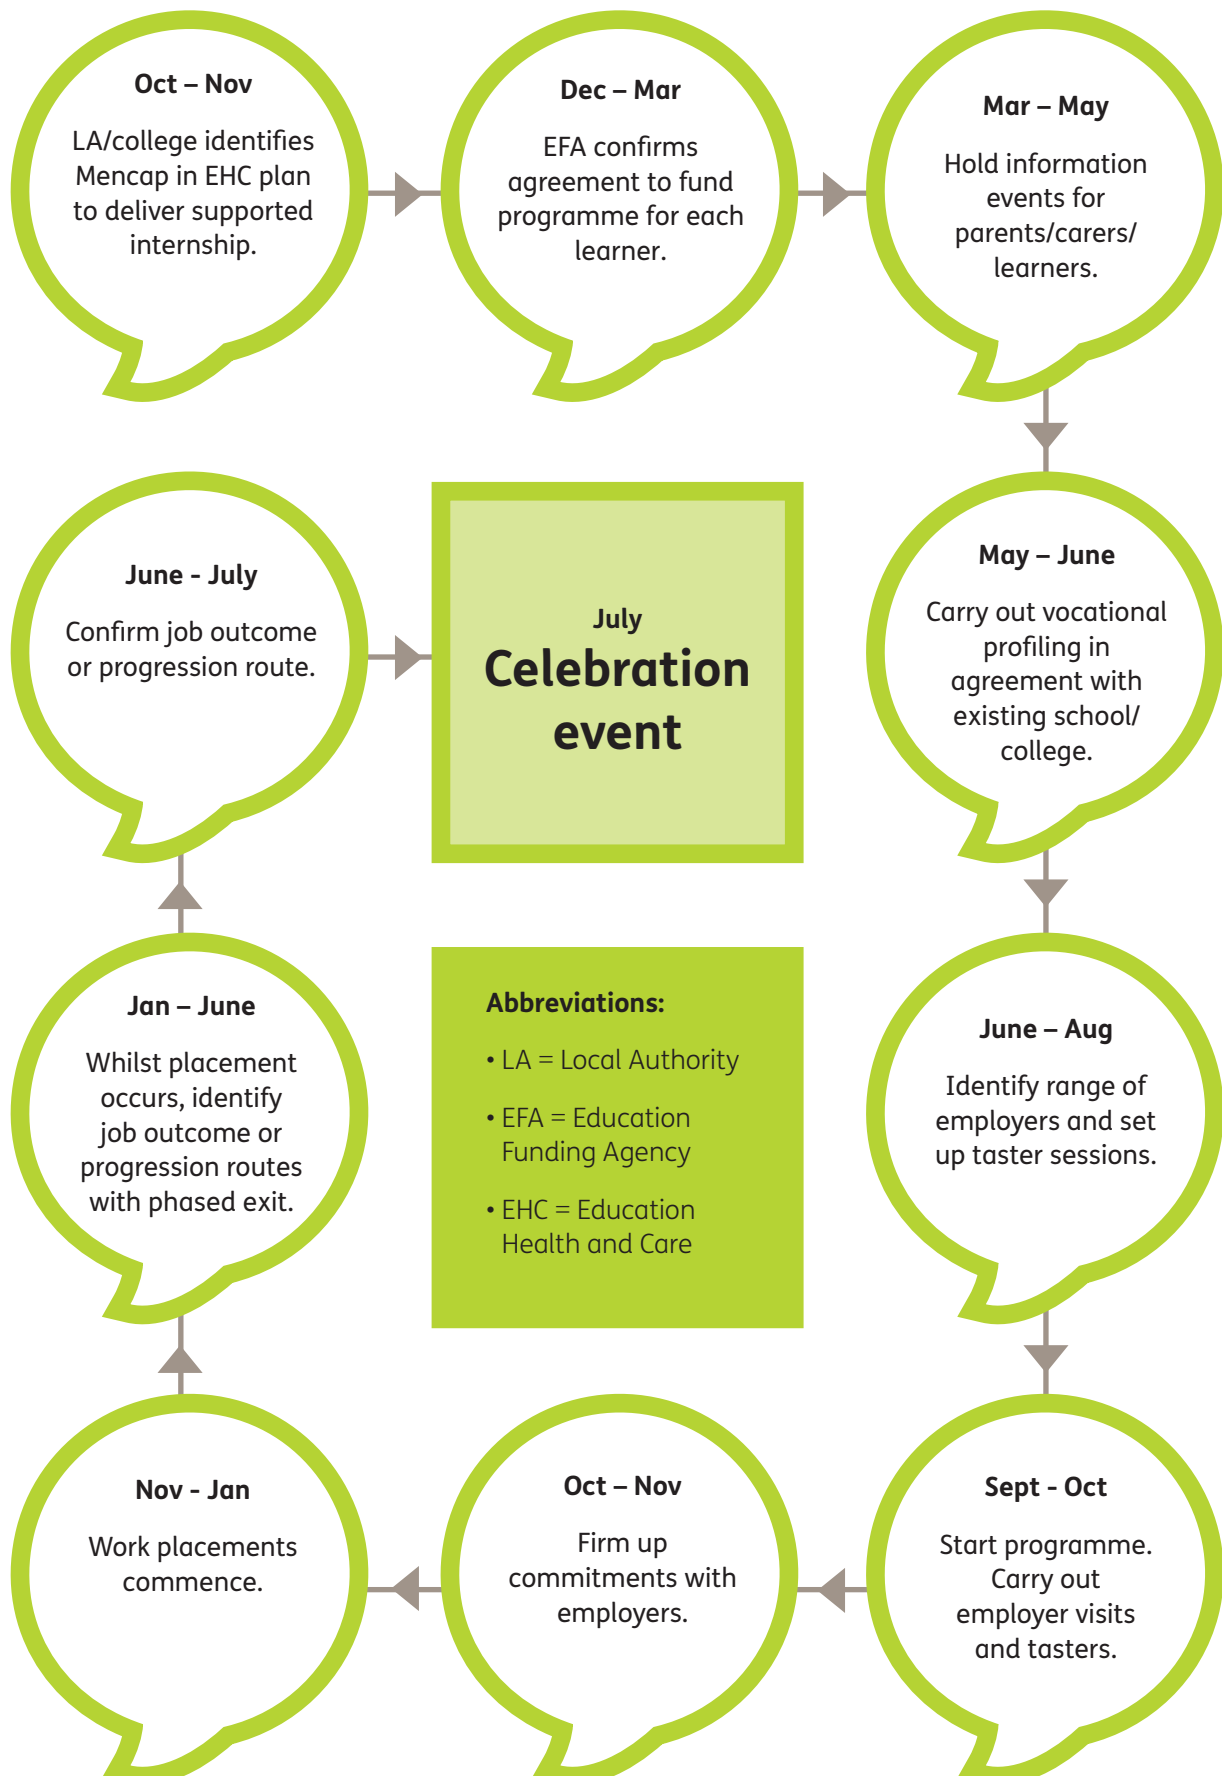 Oct – Nov
LA/college identifies
Mencap in EHC plan
to deliver supported
internship.
Dec – Mar
EFA confirms
agreement to fund
programme for each
learner.
Mar – May
Hold information
events for
parents/carers/
learners.
May – June
Carry out vocational
profiling in
agreement with
existing school/
college.
June – Aug
Identify range of
employers and set
up taster sessions.
Sept - Oct
Start programme.
Carry out
employer visits
and tasters.
Oct – Nov
Firm up
commitments with
employers.
Nov - Jan
Work placements
commence.
Jan – June
Whilst placement
occurs, identify
job outcome or
progression routes
with phased exit.
June - July
Confirm job outcome
or progression route.
July
Celebration
event
Abbreviations:
• LA = Local Authority
• EFA = Education
Funding Agency
• EHC = Education
Health and Care